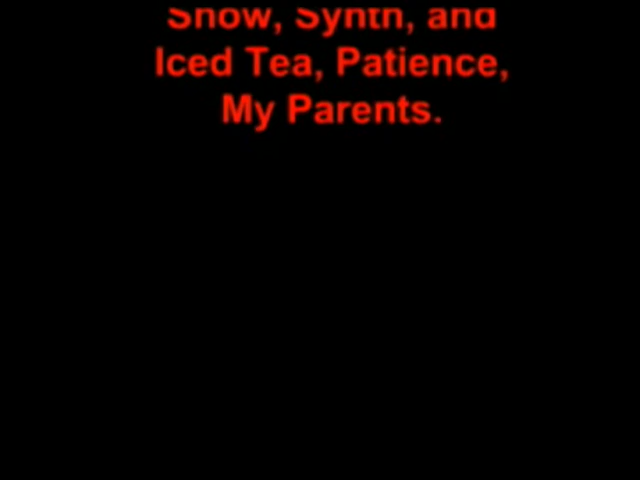 Snow, Synth, and
Iced Tea, Patience,
My Parents.